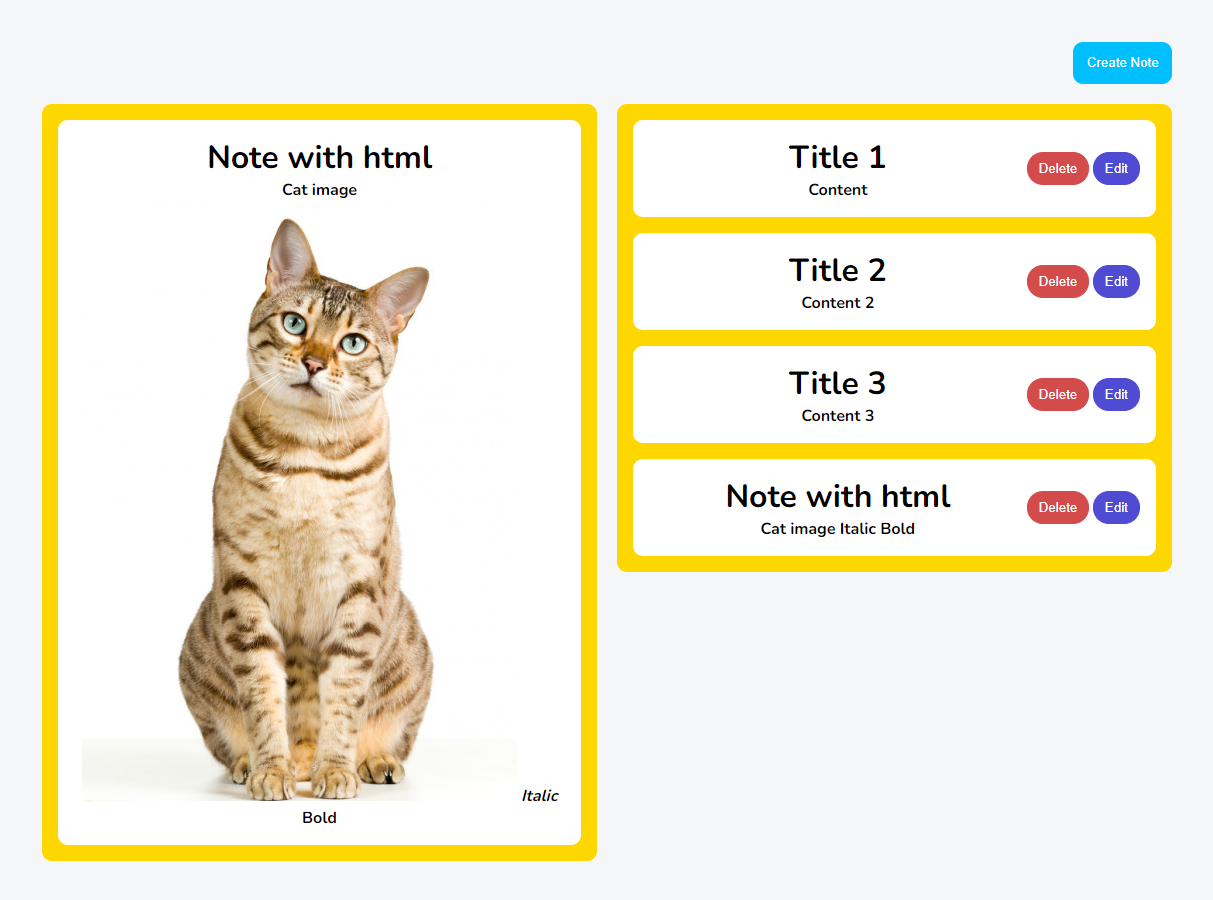 Create Note
Note with html
Cat image
Italic
Bold
Title 1
Content
Delete Edit
Title 2
Content 2
Delete Edit
Title 3
Content 3
Delete Edit
Note with html
Cat image Italic Bold
Delete Edit